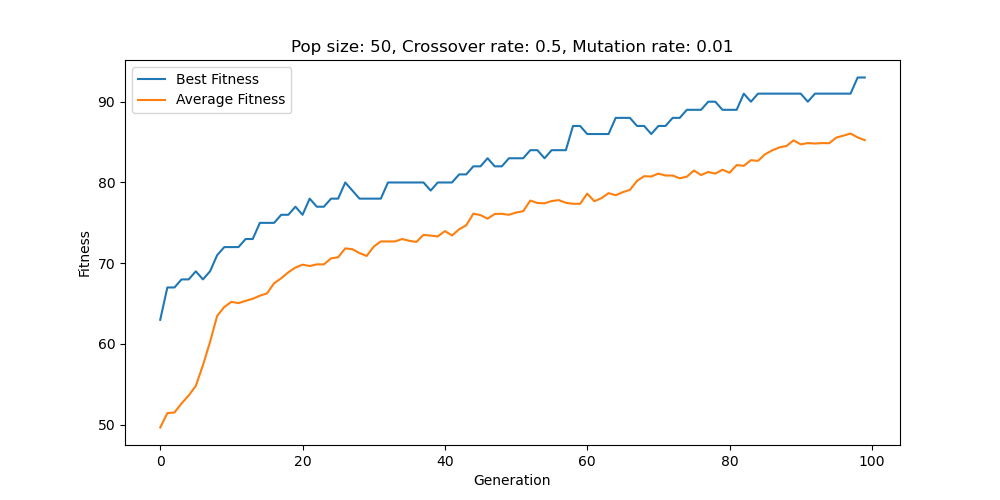 Pop size: 50, Crossover rate: 0.5, Mutation rate: 0.01
Best Fitness
Average Fitness
90
80
70
60
50
Fitness
0 20 40 60 80 100
Generation